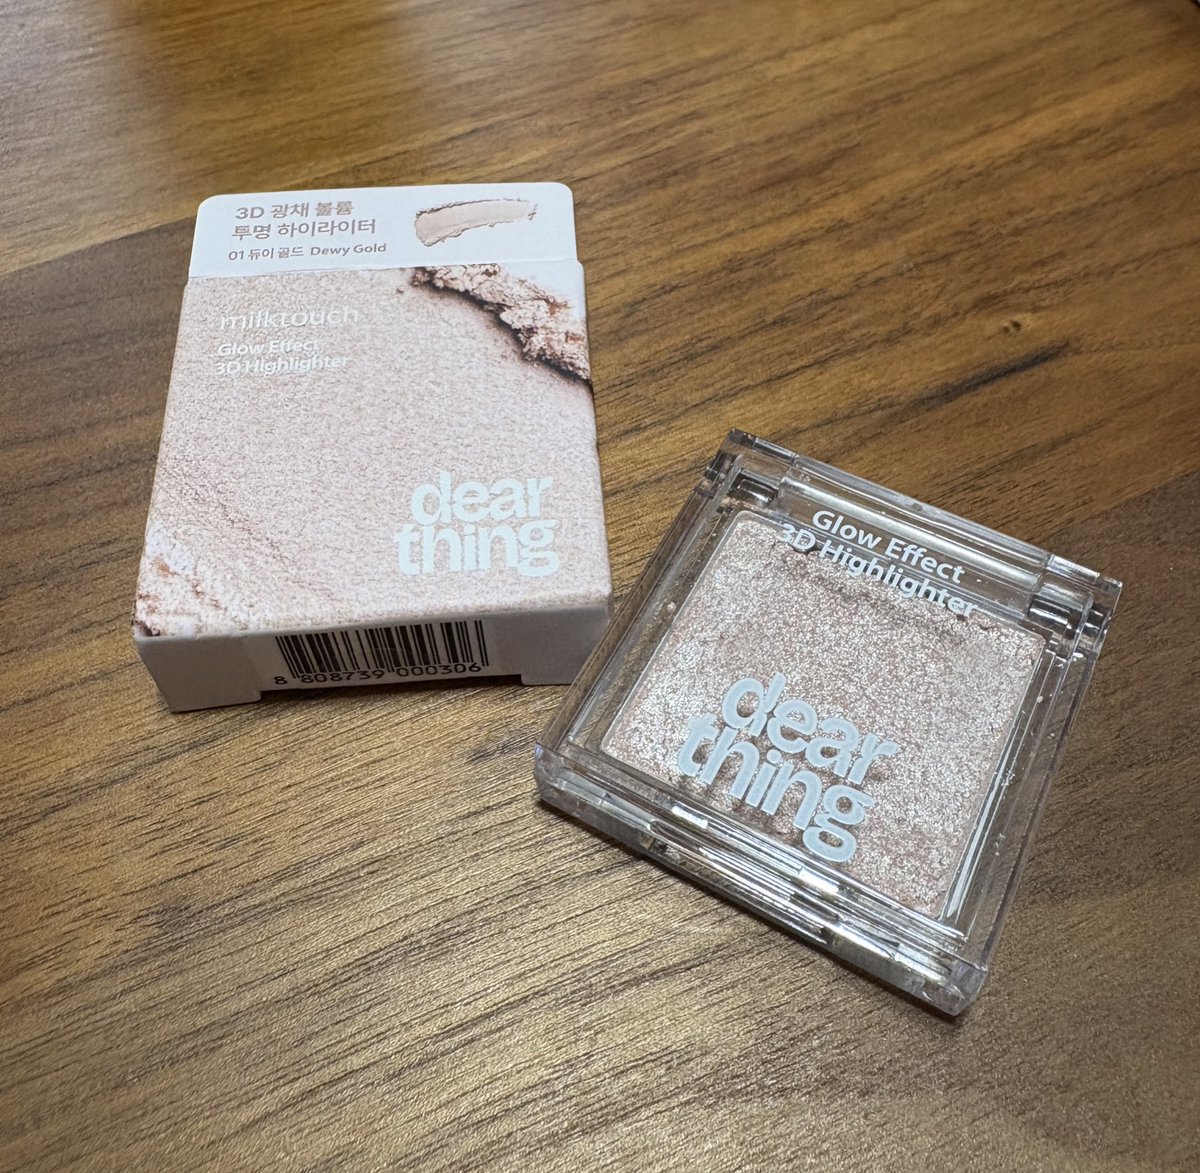 3D 광채 볼륨
투명 하이라이터
01 듀이 골드 Dewy Gold
milktouch
Glow Effect
3D Highlighter
dear
thing
8 808739 000306
Glow Effect
3D Highlighter
dear
thing